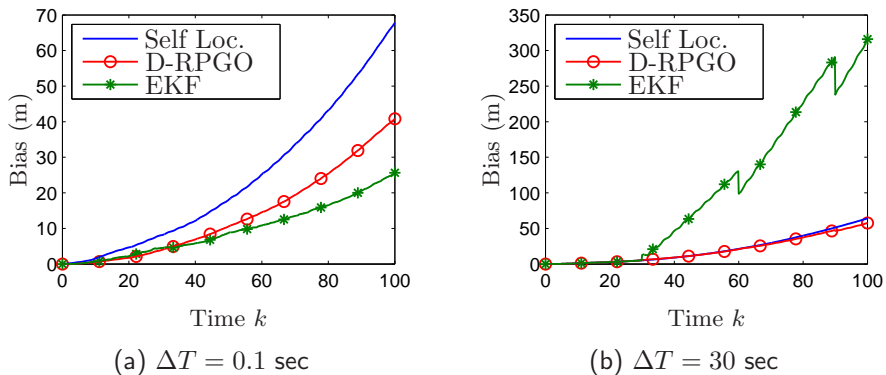 70
60
50
40
30
20
10
0
Bias (m)
Self Loc.
D-RPGO
EKF
0 20 40 60 80 100
Time k
(a) ΔT = 0.1 sec
350
300
250
200
150
100
50
0
Bias (m)
Self Loc.
D-RPGO
EKF
0 20 40 60 80 100
Time k
(b) ΔT = 30 sec